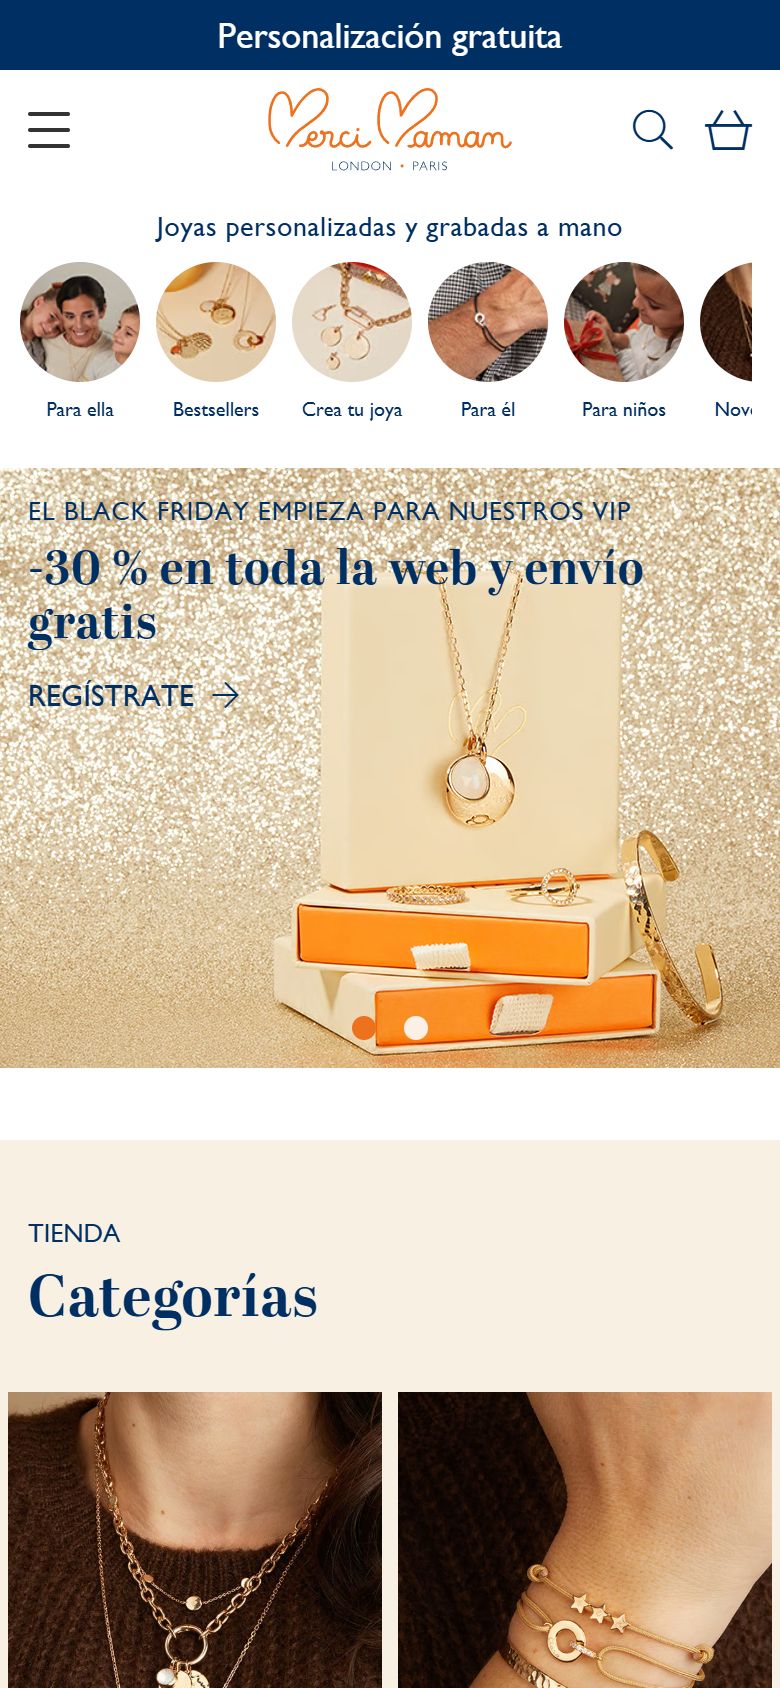 Personalización gratuita
Merci Maman
LONDON • PARIS
Joyas personalizadas y grabadas a mano
Para ella
Bestsellers
Crea tu joya
Para él
Para niños
EL BLACK FRIDAY EMPIEZA PARA NUESTROS VIP
-30 % en toda la web y envío
gratis
REGÍSTRATE
TIENDA
Categorías